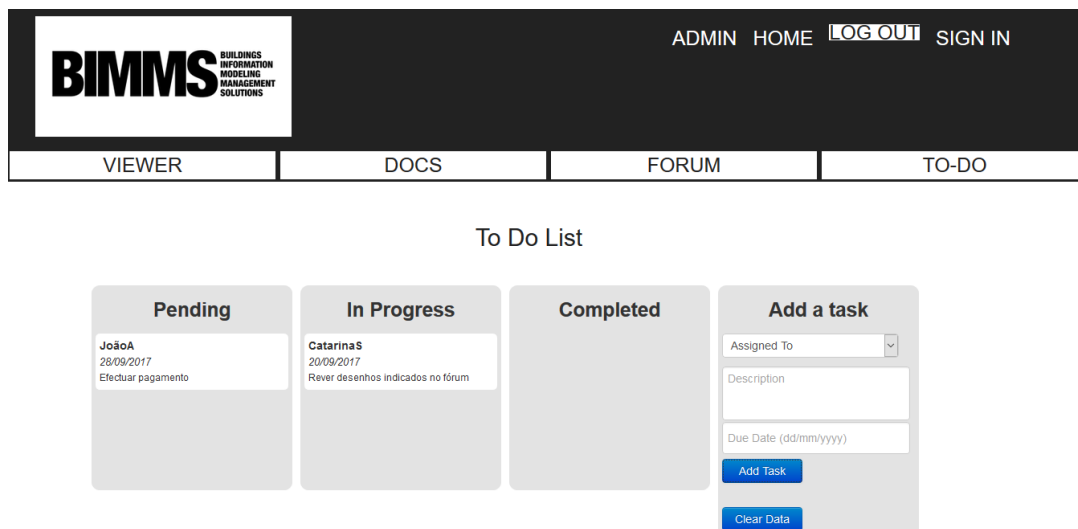 BIMMS
BUILDINGS
INFORMATION
MODELING
MANAGEMENT
SOLUTIONS
ADMIN HOME LOG OUT SIGN IN
VIEWER DOCS FORUM TO-DO
To Do List
Pending
JoãoA
28/09/2017
Efectuar pagamento
In Progress
CatarinaS
20/09/2017
Rever desenhos indicados no fórum
Completed
Add a task
Assigned To
Description
Due Date (dd/mm/yyyy)
Add Task
Clear Data